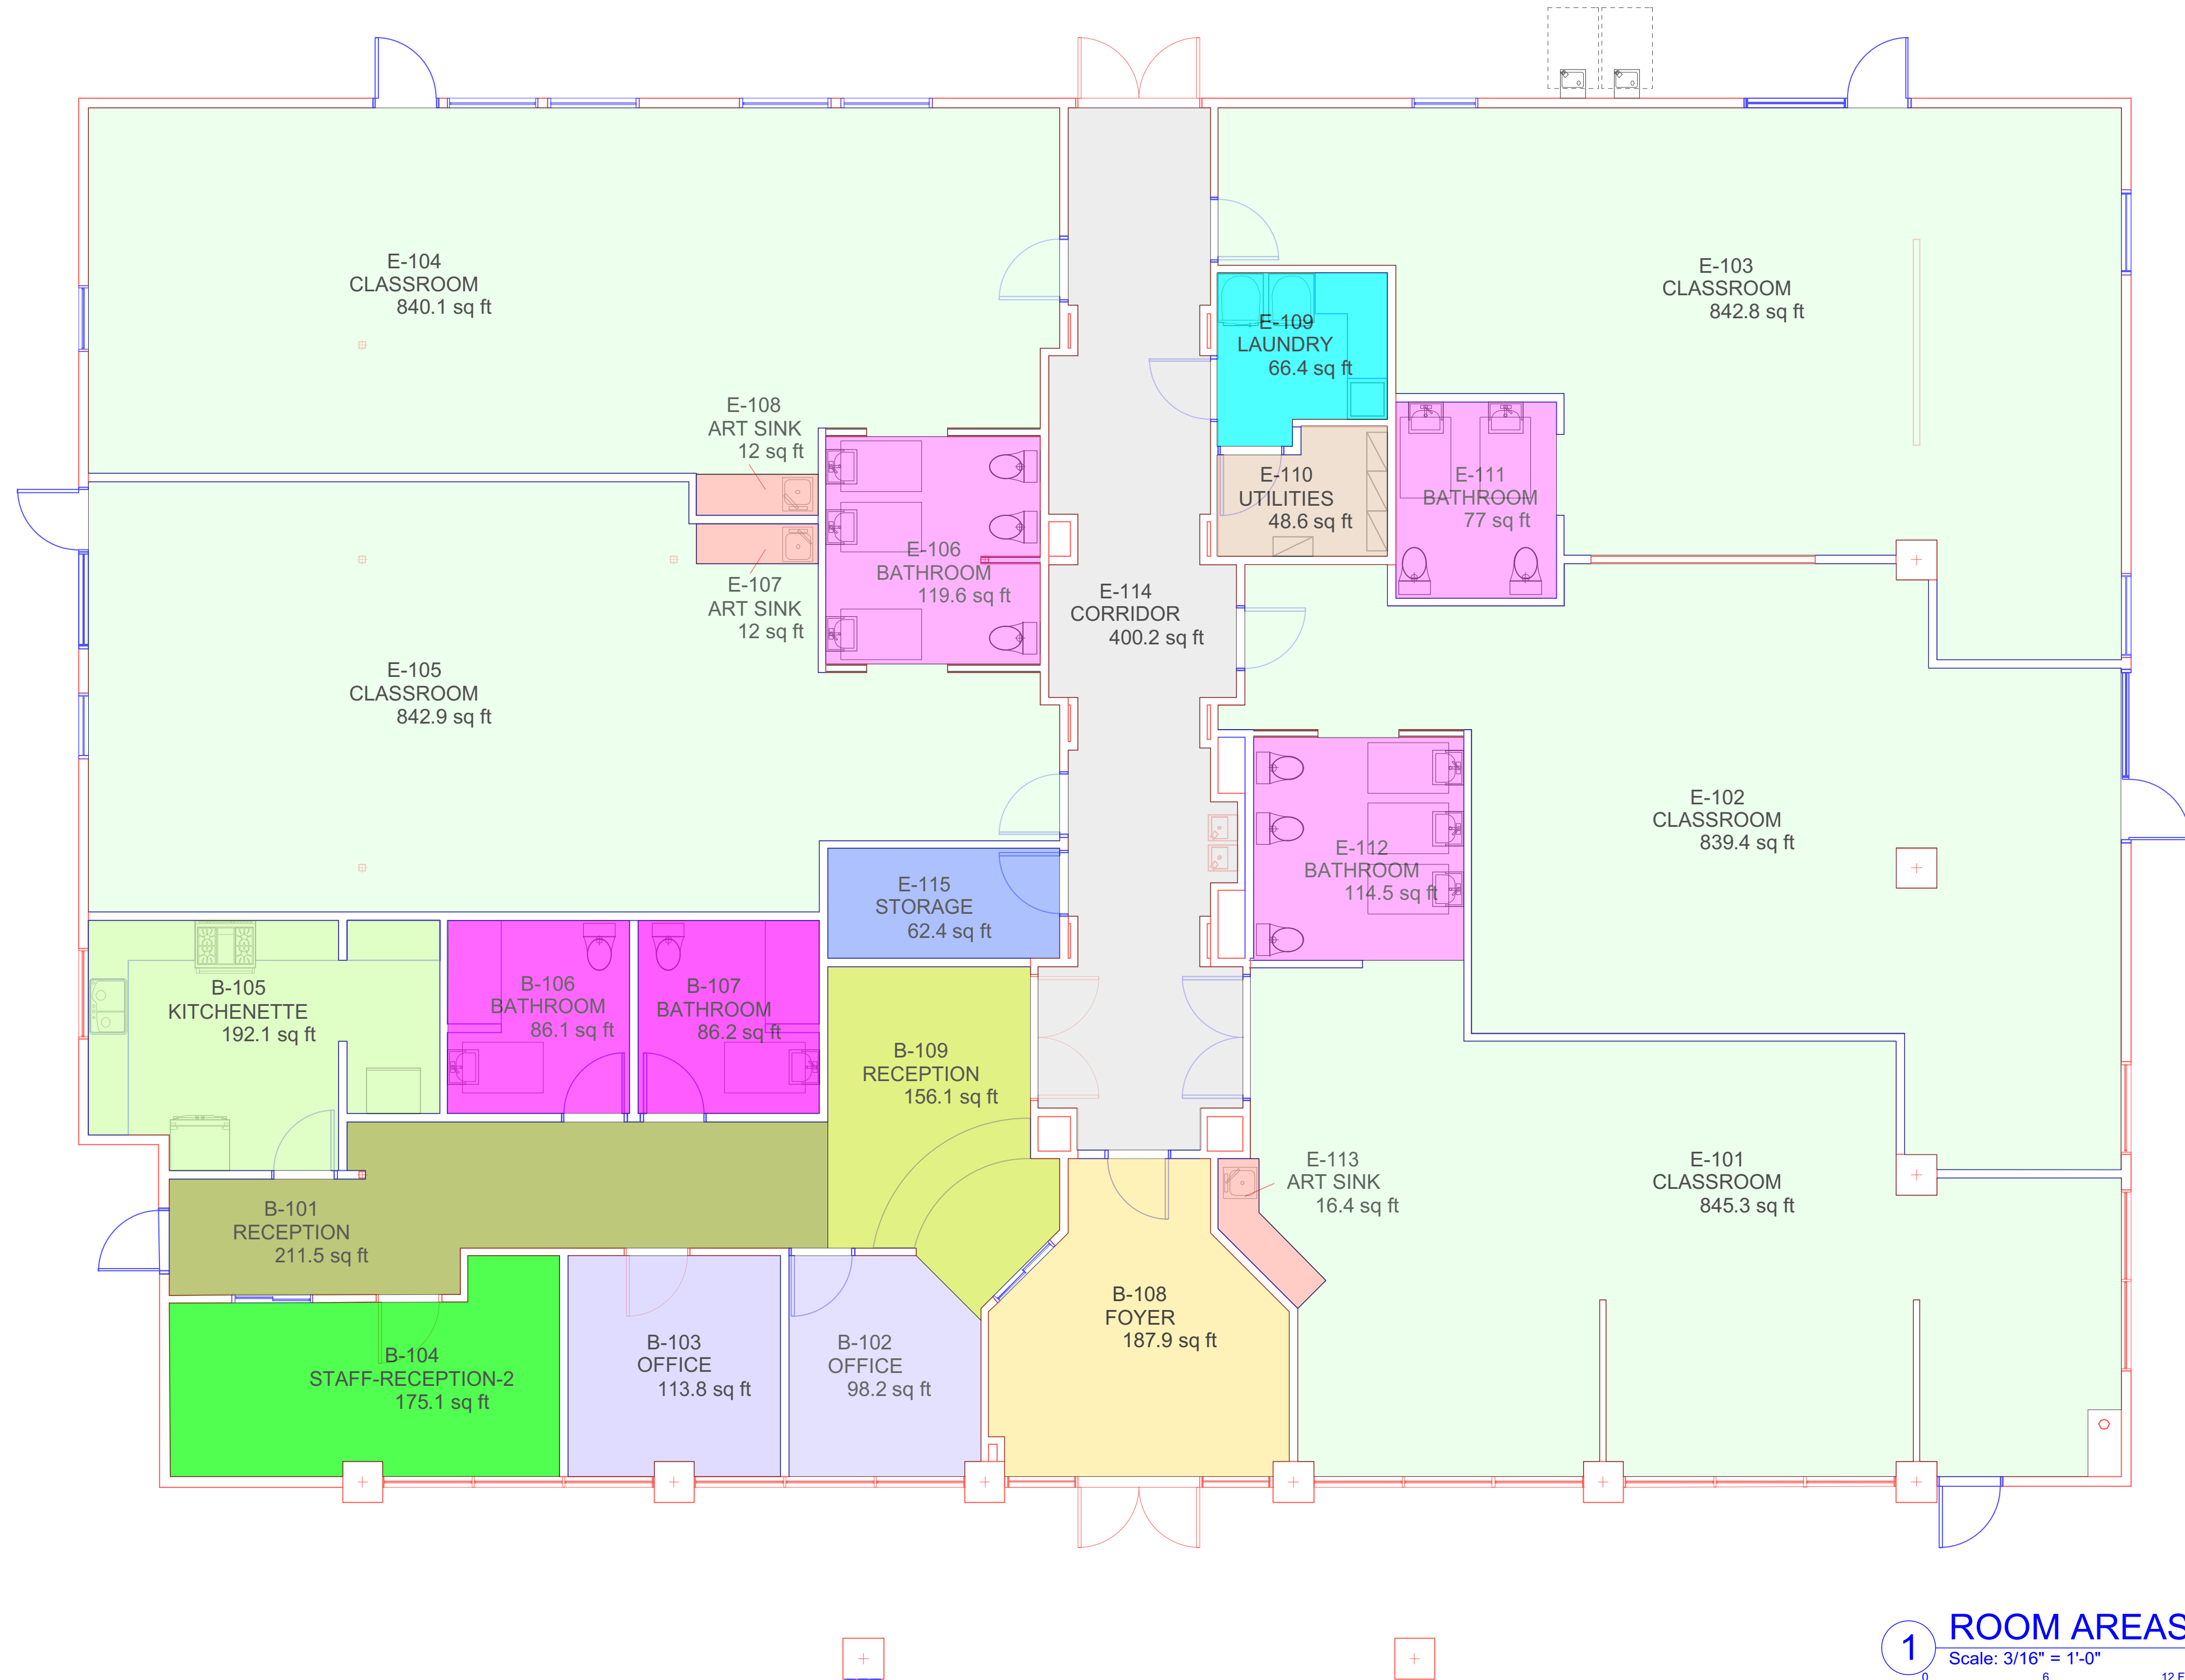 E-104
CLASSROOM
840.1 sq ft
E-103
CLASSROOM
842.8 sq ft
E-109
LAUNDRY
66.4 sq ft
E-108
ART SINK
12 sq ft
E-110
UTILITIES
48.6 sq ft
E-111
BATHROOM
77 sq ft
E-106
BATHROOM
119.6 sq ft
E-107
ART SINK
12 sq ft
E-114
CORRIDOR
400.2 sq ft
E-105
CLASSROOM
842.9 sq ft
E-102
CLASSROOM
839.4 sq ft
E-112
BATHROOM
114.5 sq ft
E-115
STORAGE
62.4 sq ft
B-105
KITCHENETTE
192.1 sq ft
B-106
BATHROOM
86.1 sq ft
B-107
BATHROOM
86.2 sq ft
B-109
RECEPTION
156.1 sq ft
E-113
ART SINK
16.4 sq ft
E-101
CLASSROOM
845.3 sq ft
B-101
RECEPTION
211.5 sq ft
B-108
FOYER
187.9 sq ft
B-104
STAFF-RECEPTION-2
175.1 sq ft
B-103
OFFICE
113.8 sq ft
B-102
OFFICE
98.2 sq ft
1
ROOM AREAS
Scale: 3/16" = 1'-0"
0 6 12 F